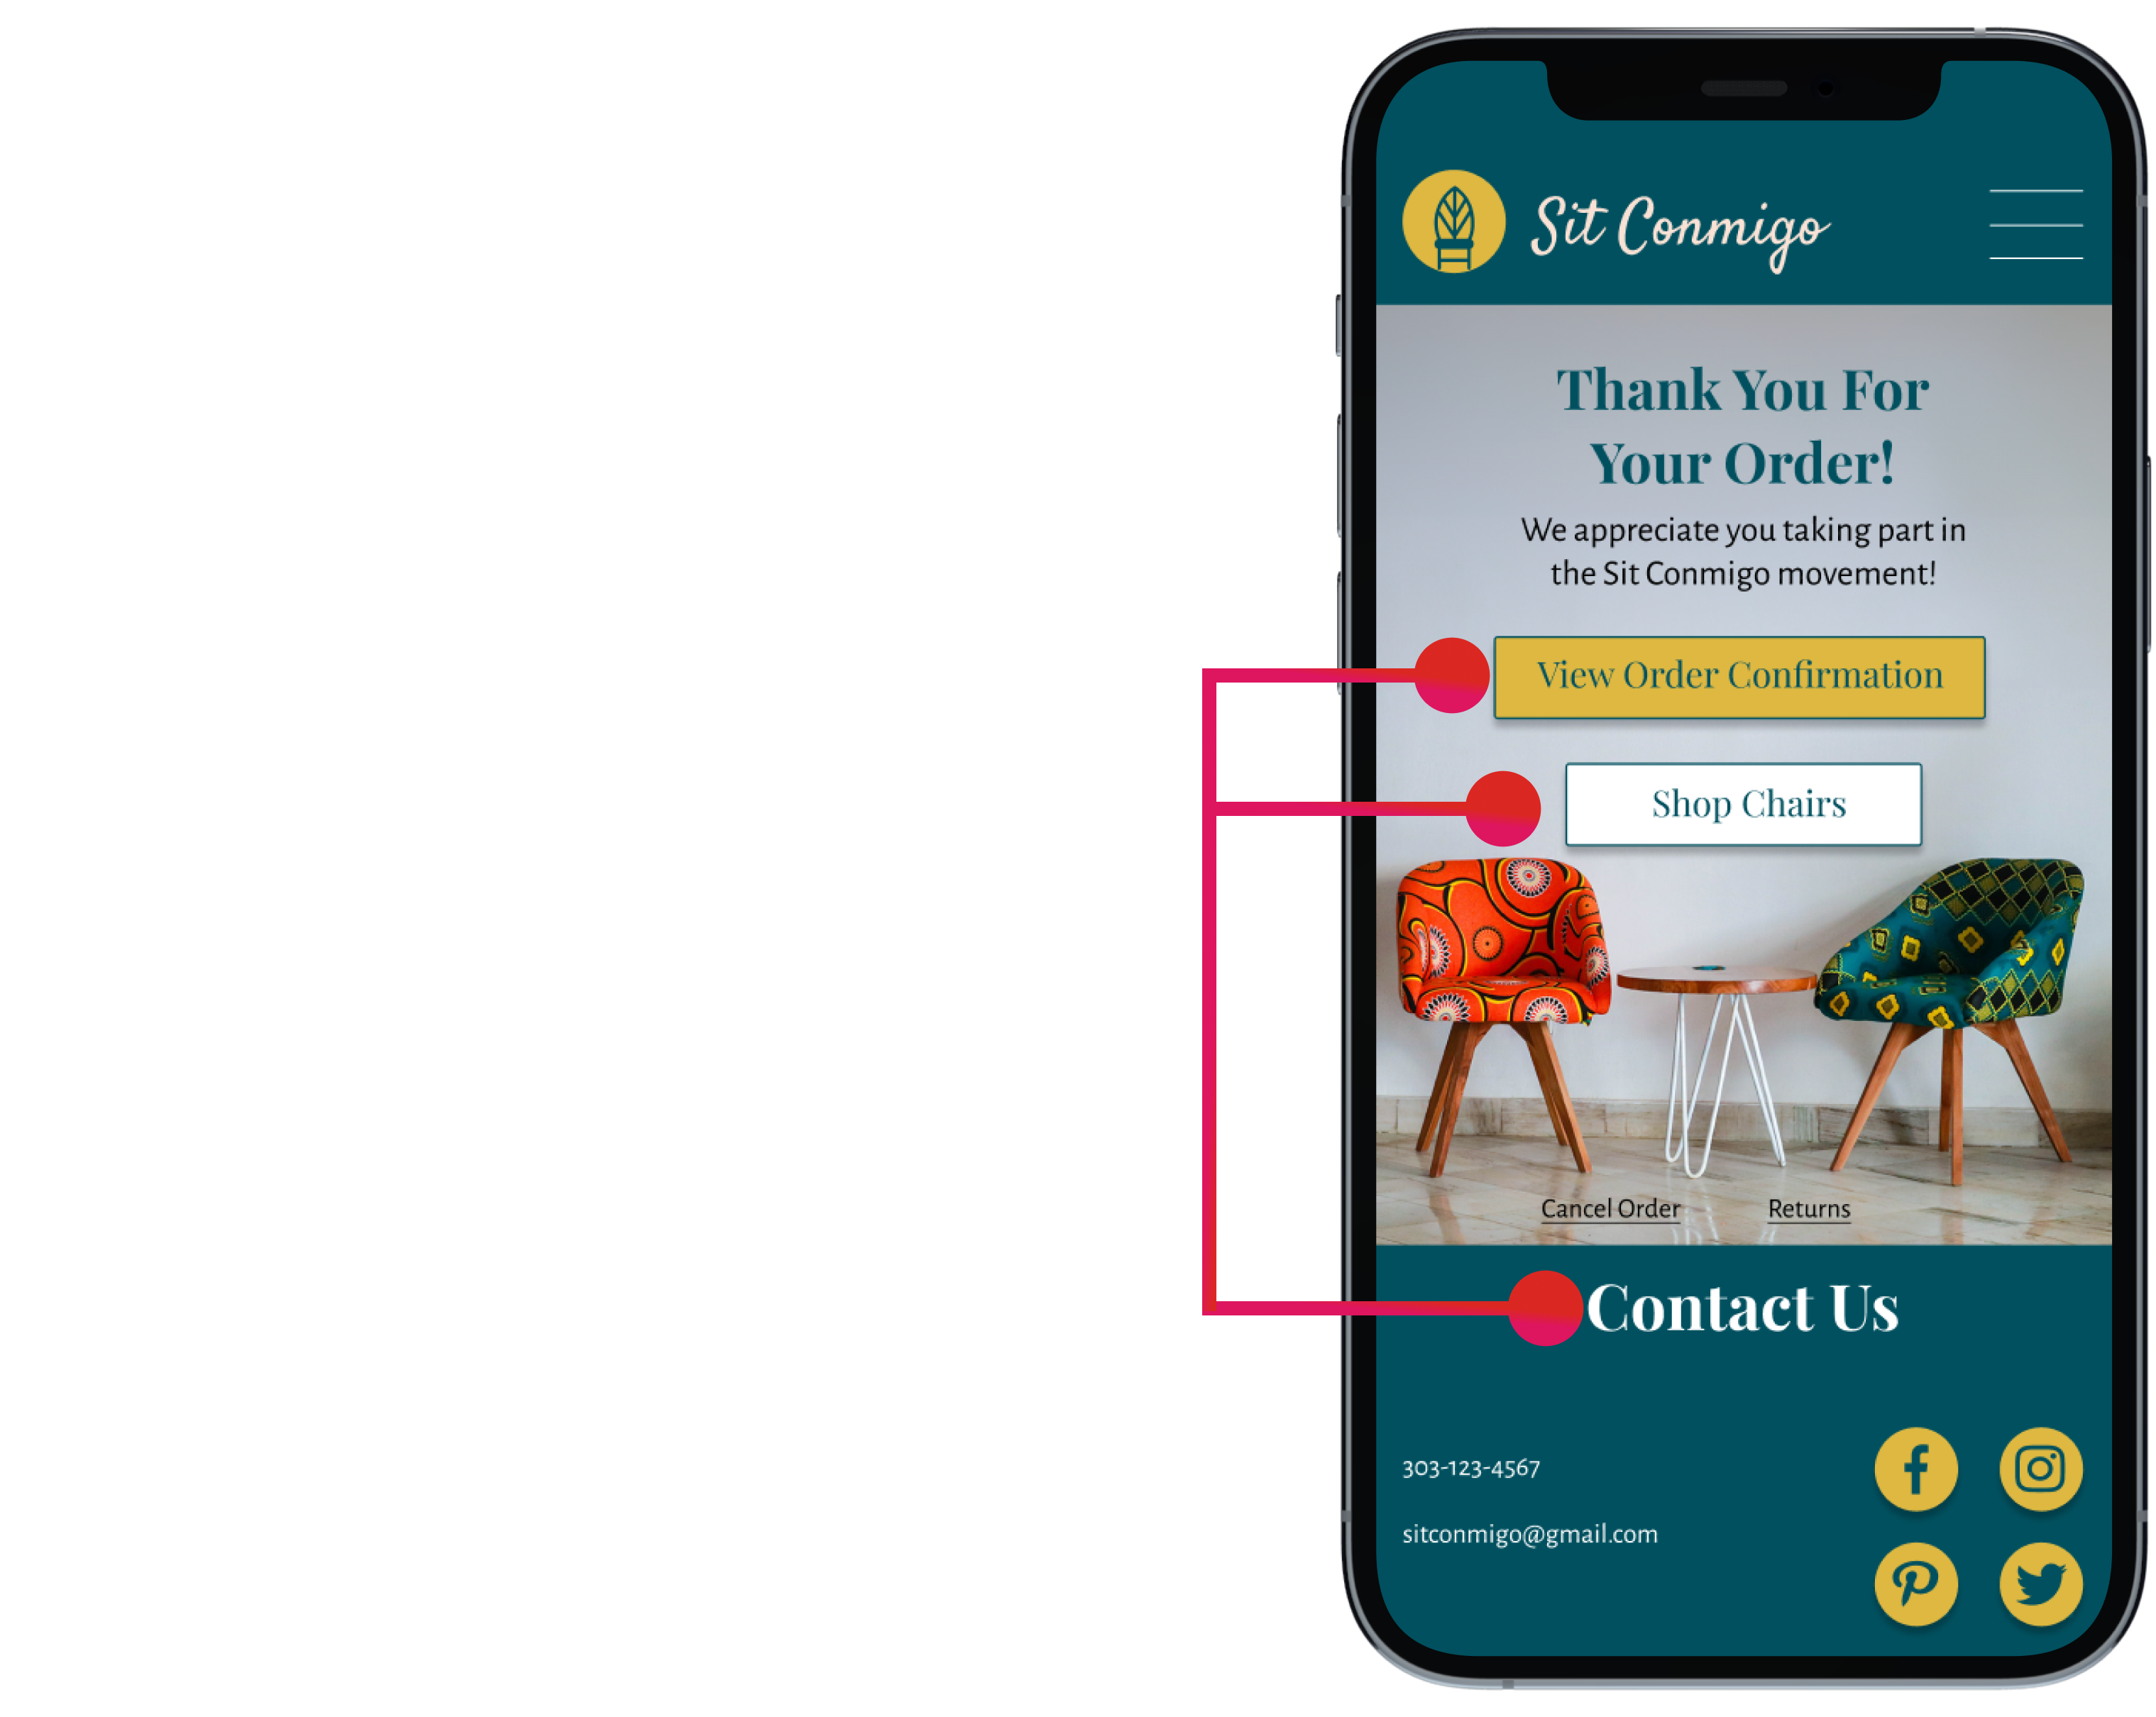 Sit Conmigo
Thank You For
Your Order!
We appreciate you taking part in
the Sit Conmigo movement!
View Order Confirmation
Shop Chairs
Cancel Order
Returns
Contact Us
303-123-4567
sitconmigo@gmail.com